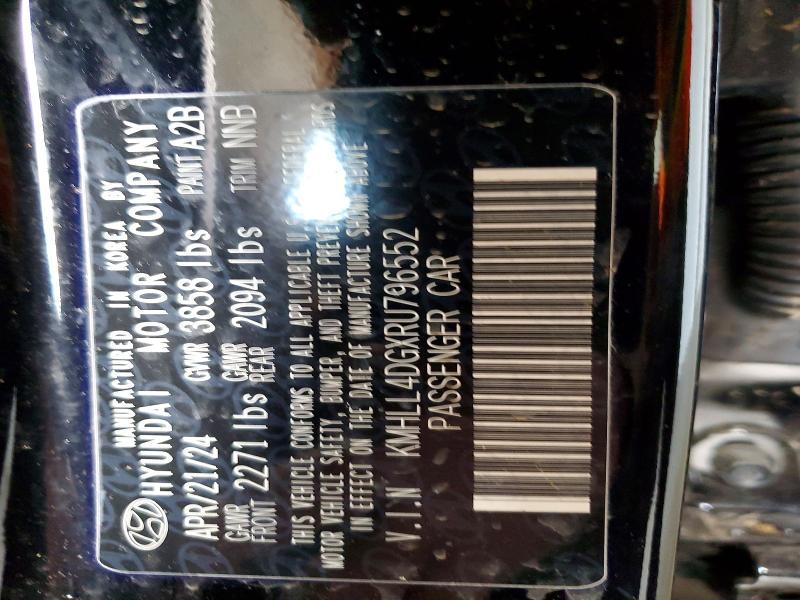 MANUFACTURED IN KOREA BY
HYUNDAI MOTOR COMPANY
APR/21/24 GVWR 3858 lbs PAINT A2B
GAWR FRONT 2271 lbs GAWR REAR 2094 lbs TRIM NNB
THIS VEHICLE CONFORMS TO ALL APPLICABLE U.S. FEDERAL
MOTOR VEHICLE SAFETY, BUMPER, AND THEFT
IN EFFECT ON THE DATE OF MANUFACTURE SHOWN ABOVE
V.I.N KMHLL4DGXRU796552
PASSENGER CAR